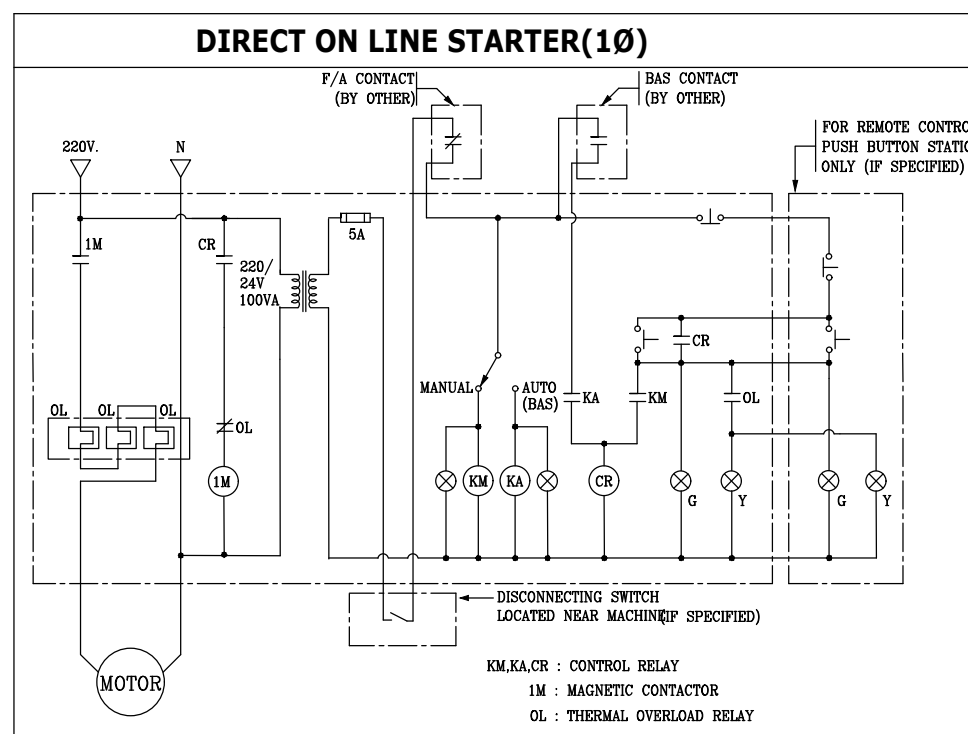 DIRECT ON LINE STARTER(1Ø)
F/A CONTACT
(BY OTHER)
BAS CONTACT
(BY OTHER)
FOR REMOTE CONTRO
PUSH BUTTON STATIO
ONLY (IF SPECIFIED)
220V.
N
1M
CR
220/
24V
100VA
5A
CR
MANUAL
AUTO
(BAS)
KA
KM
OL
OL
OL
OL
OL
1M
KM
KA
CR
G
Y
G
Y
DISCONNECTING SWITCH
LOCATED NEAR MACHINE(IF SPECIFIED)
MOTOR
KM,KA,CR : CONTROL RELAY
1M : MAGNETIC CONTACTOR
OL : THERMAL OVERLOAD RELAY